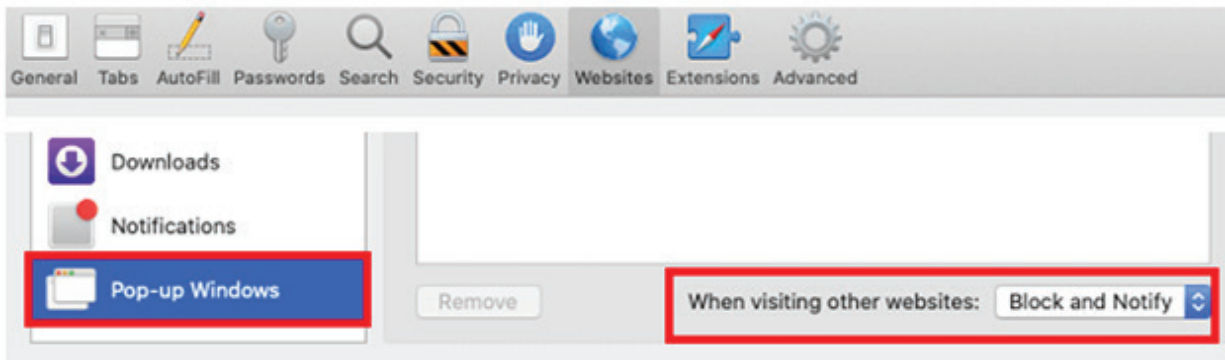 General Tabs AutoFill Passwords Search Security Privacy Websites Extensions Advanced
Downloads
Notifications
Pop-up Windows
Remove
When visiting other websites: Block and Notify